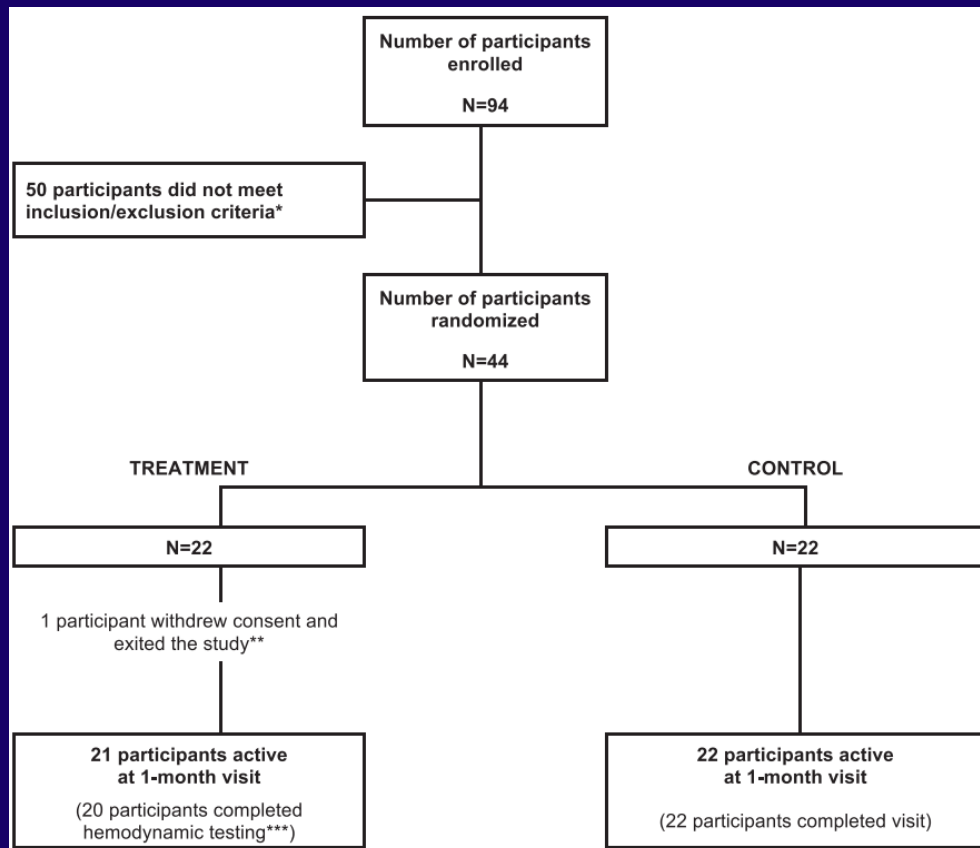 Number of participants
enrolled
N=94
50 participants did not meet
inclusion/exclusion criteria*
Number of participants
randomized
N=44
TREATMENT
CONTROL
N=22
N=22
1 participant withdrew consent and
exited the study**
21 participants active
at 1-month visit
(20 participants completed
hemodynamic testing***)
22 participants active
at 1-month visit
(22 participants completed visit)